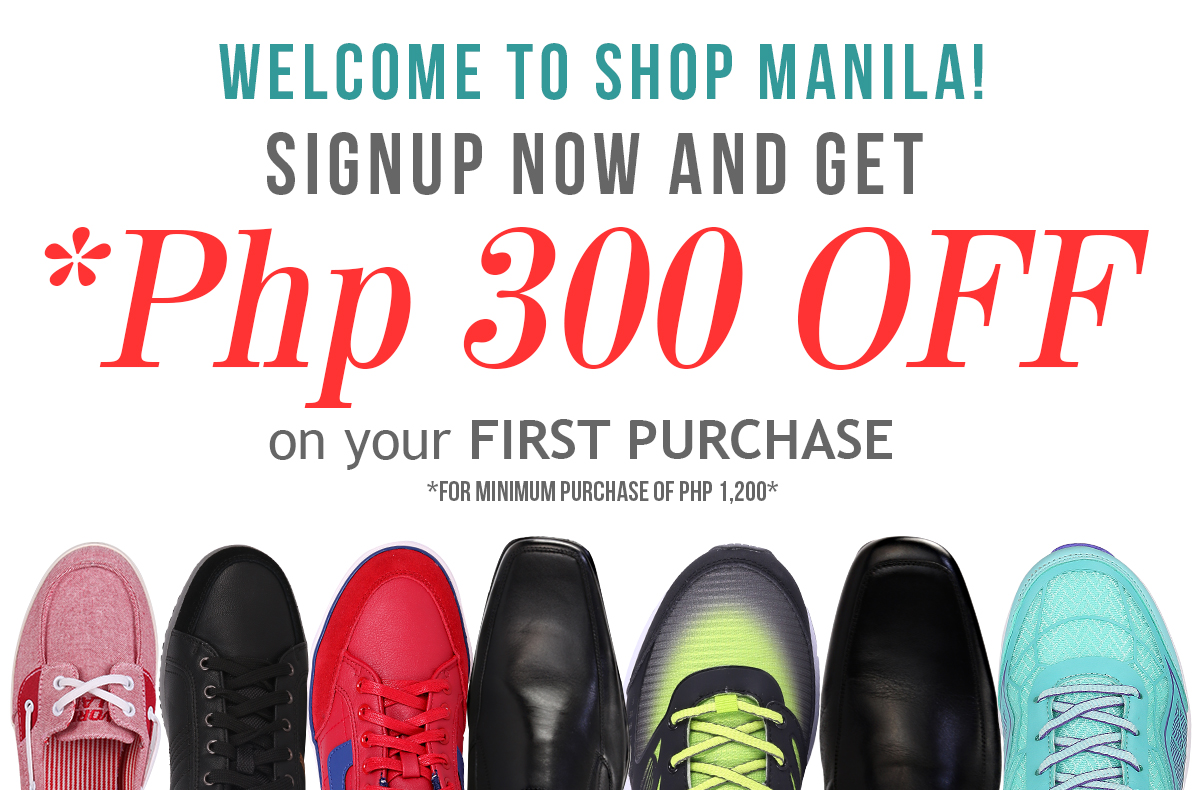 WELCOME TO SHOP MANILA!
SIGNUP NOW AND GET
*Php 300 OFF
on your FIRST PURCHASE
*FOR MINIMUM PURCHASE OF PHP 1,200*